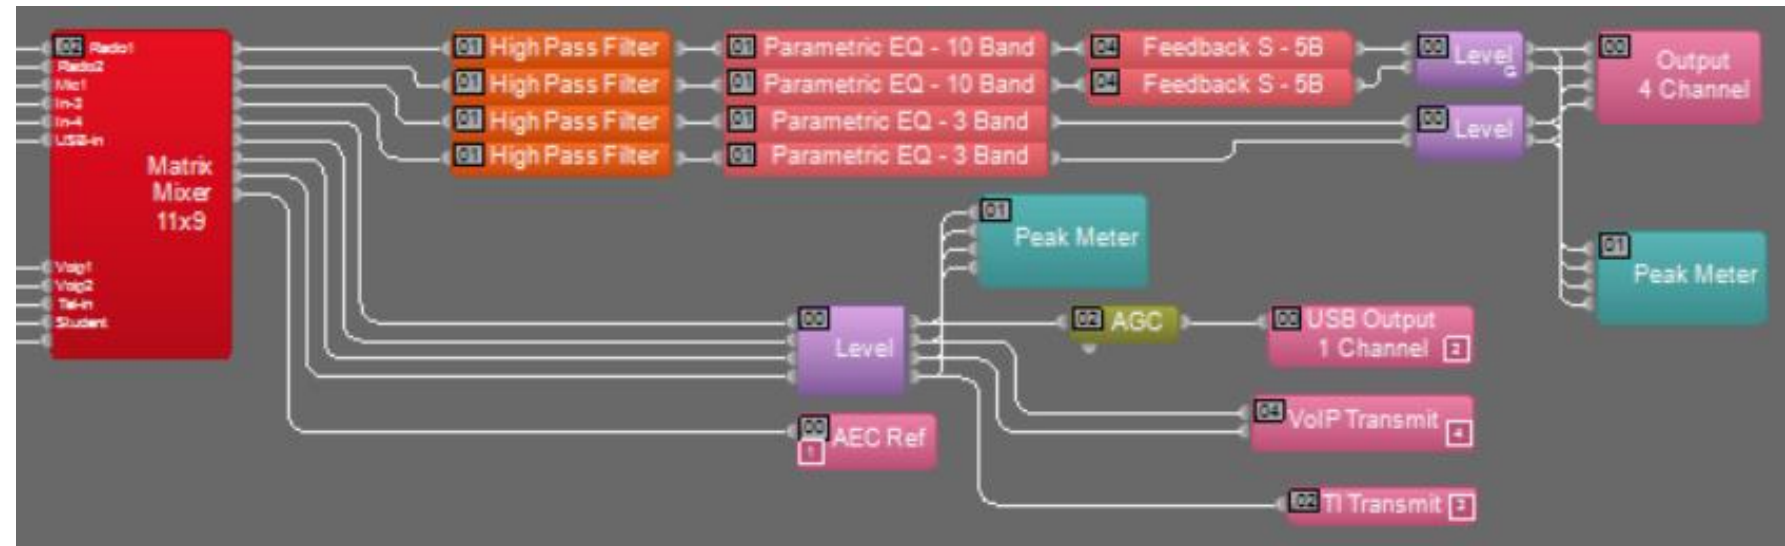 02 Radio1
Radio2
Mic1
In-3
In-4
USB-in
Matrix
Mixer
11x9
Voip1
Voip2
Tel-in
Student
01 High Pass Filter
01 High Pass Filter
01 High Pass Filter
01 High Pass Filter
01 Parametric EQ - 10 Band
01 Parametric EQ - 10 Band
01 Parametric EQ - 3 Band
01 Parametric EQ - 3 Band
04 Feedback S - 5B
04 Feedback S - 5B
00 Level
G
00 Level
00 Output
4 Channel
01
Peak Meter
01
Peak Meter
00
Level
02 AGC
00 USB Output
1 Channel 2
00 AEC Ref
1
04 VoIP Transmit 4
02 TI Transmit 3